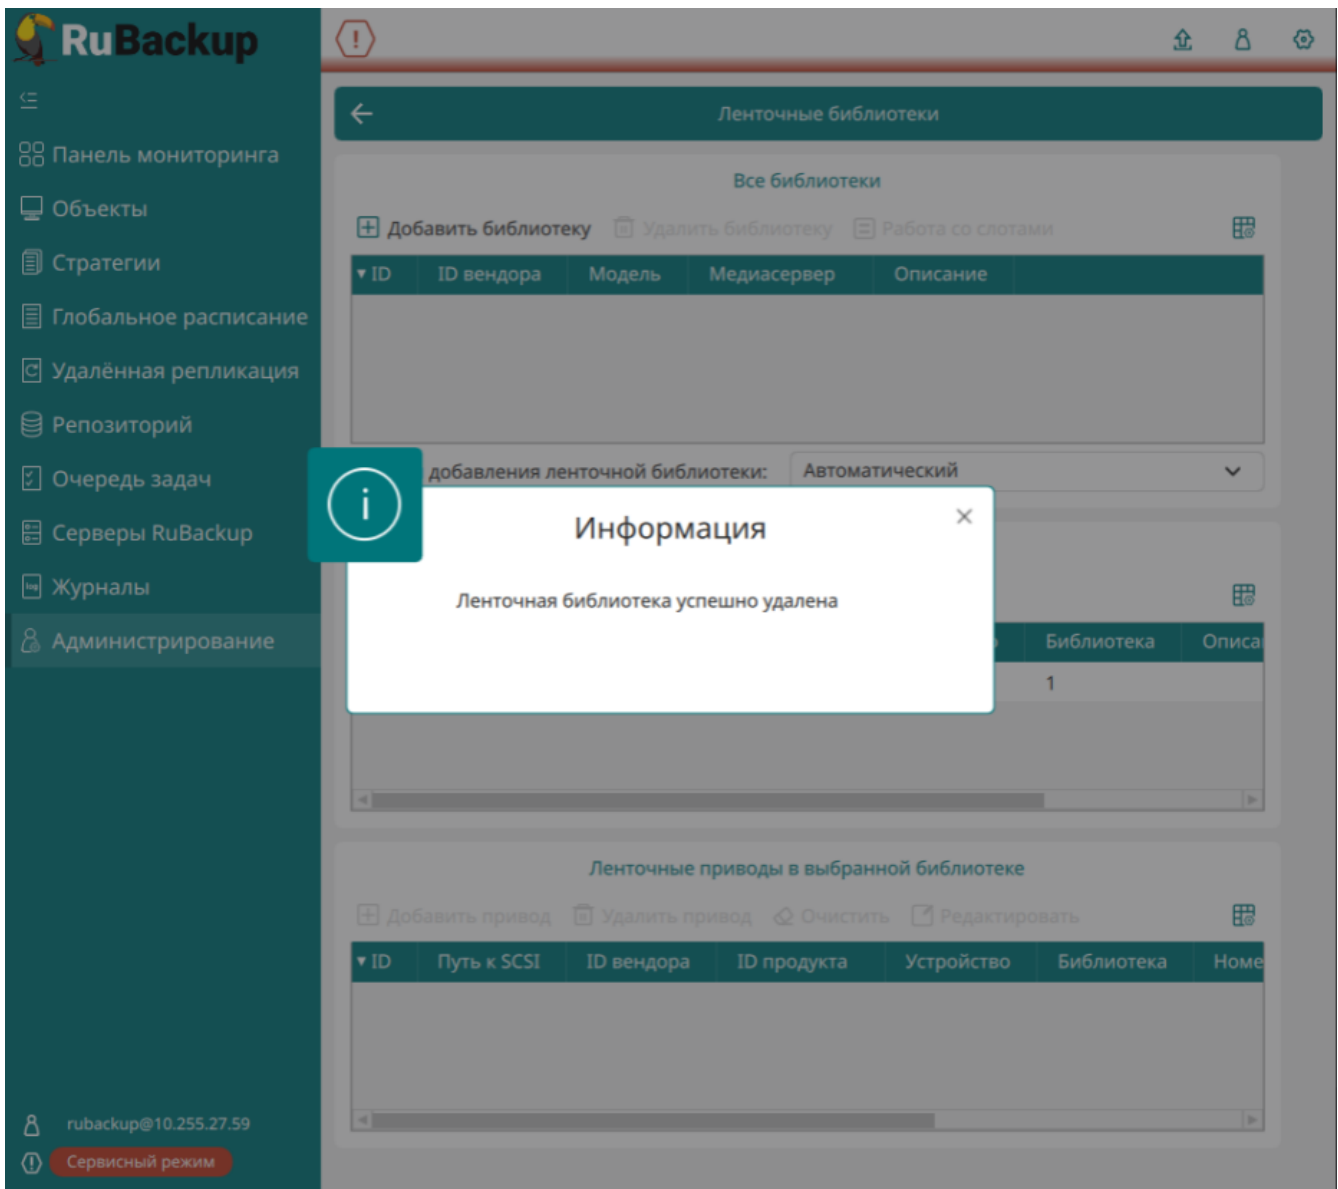 RuBackup
Панель мониторинга
Объекты
Стратегии
Глобальное расписание
Удалённая репликация
Репозиторий
Очередь задач
Серверы RuBackup
Журналы
Администрирование
rubackup@10.255.27.59
Сервисный режим
Ленточные библиотеки
Все библиотеки
Добавить библиотеку Удалить библиотеку Работа со слотами
ID ID вендора Модель Медиасервер Описание
добавления ленточной библиотеки: Автоматический
Информация
Ленточная библиотека успешно удалена
Библиотека Описа
1
Ленточные приводы в выбранной библиотеке
Добавить привод Удалить привод Очистить Редактировать
ID Путь к SCSI ID вендора ID продукта Устройство Библиотека Номе